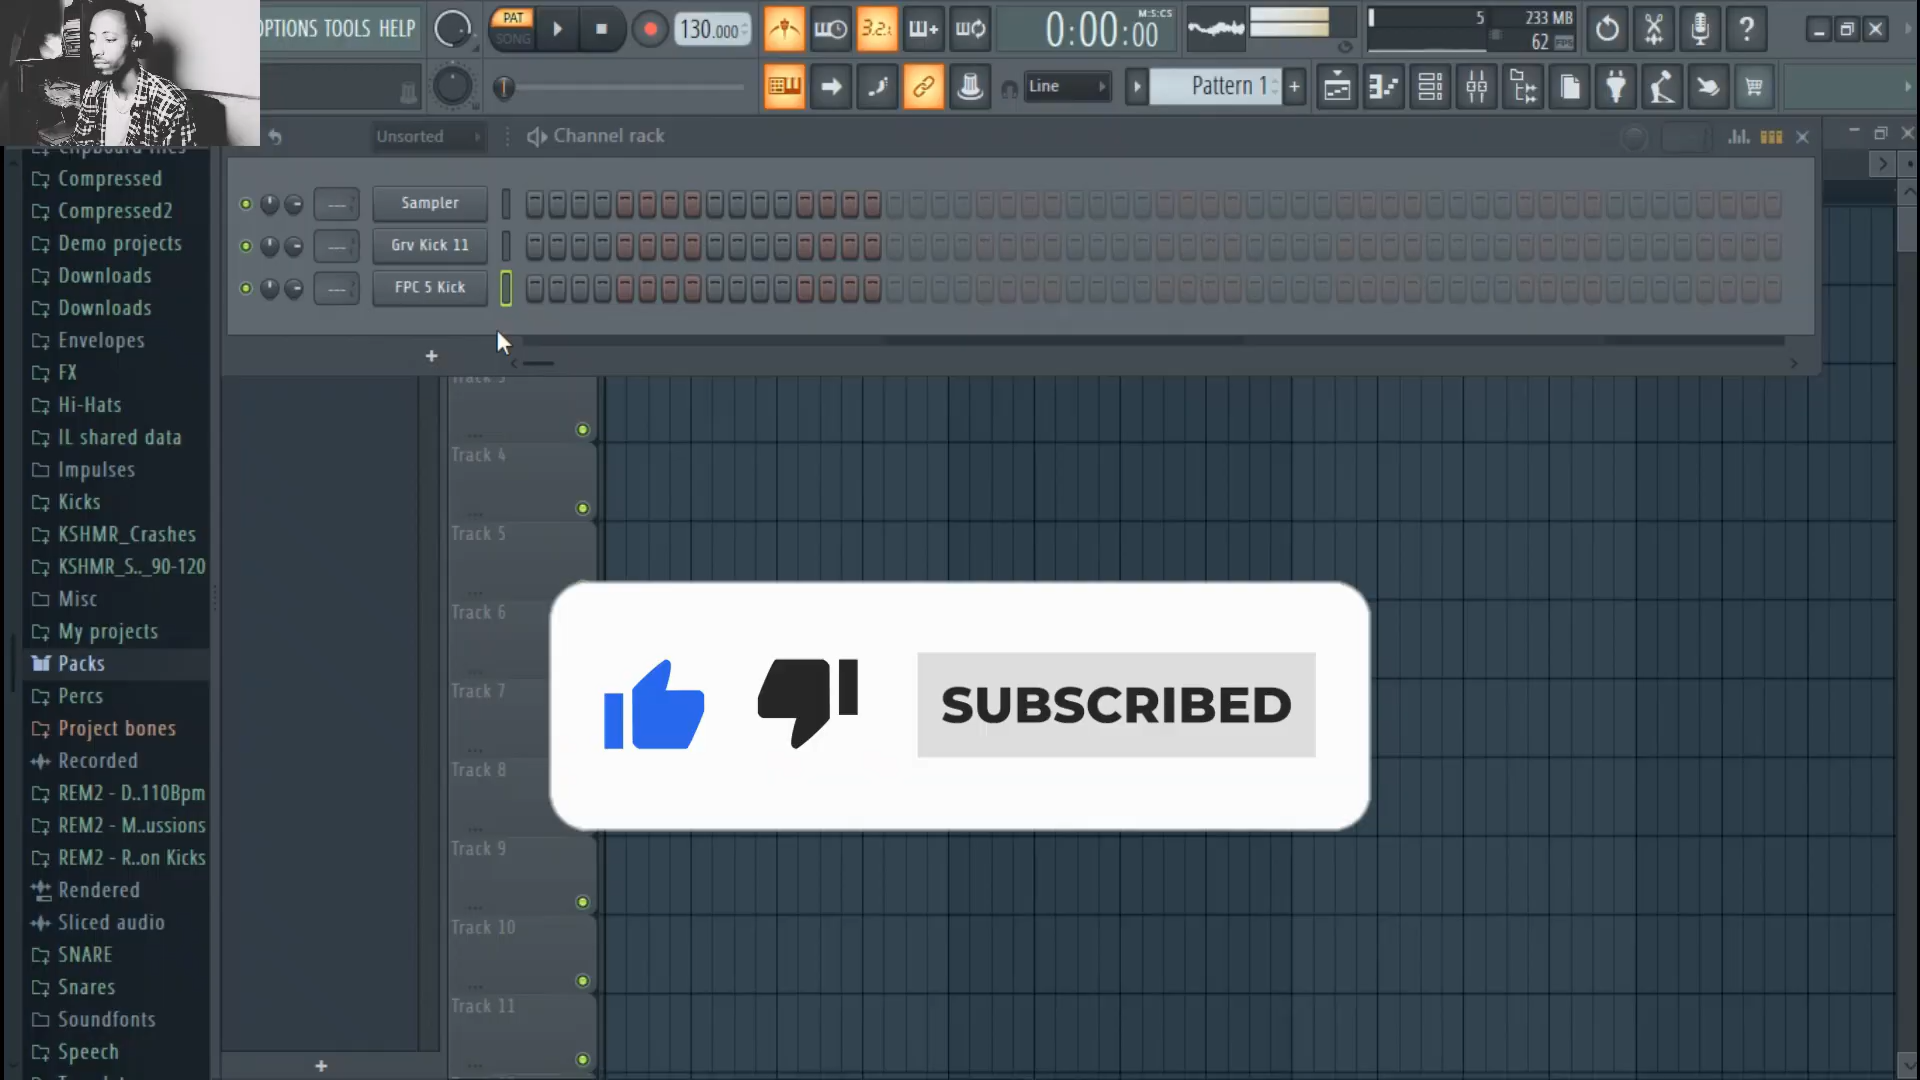 OPTIONS TOOLS HELP
PAT
SONG
130.000
3.2.
0:00:00
M:S:CS
5
233 MB
62
Line
Pattern 1
Unsorted
Channel rack
Sampler
Grv Kick 11
FPC 5 Kick
Compressed
Compressed2
Demo projects
Downloads
Downloads
Envelopes
FX
Hi-Hats
IL shared data
Impulses
Kicks
KSHMR_Crashes
KSHMR_S.._90-120
Misc
My projects
Packs
Percs
Project bones
Recorded
REM2 - D..110Bpm
REM2 - M..ussions
REM2 - R..on Kicks
Rendered
Sliced audio
SNARE
Snares
Soundfonts
Speech
Track 4
Track 5
Track 6
Track 7
Track 8
Track 9
Track 10
Track 11
SUBSCRIBED